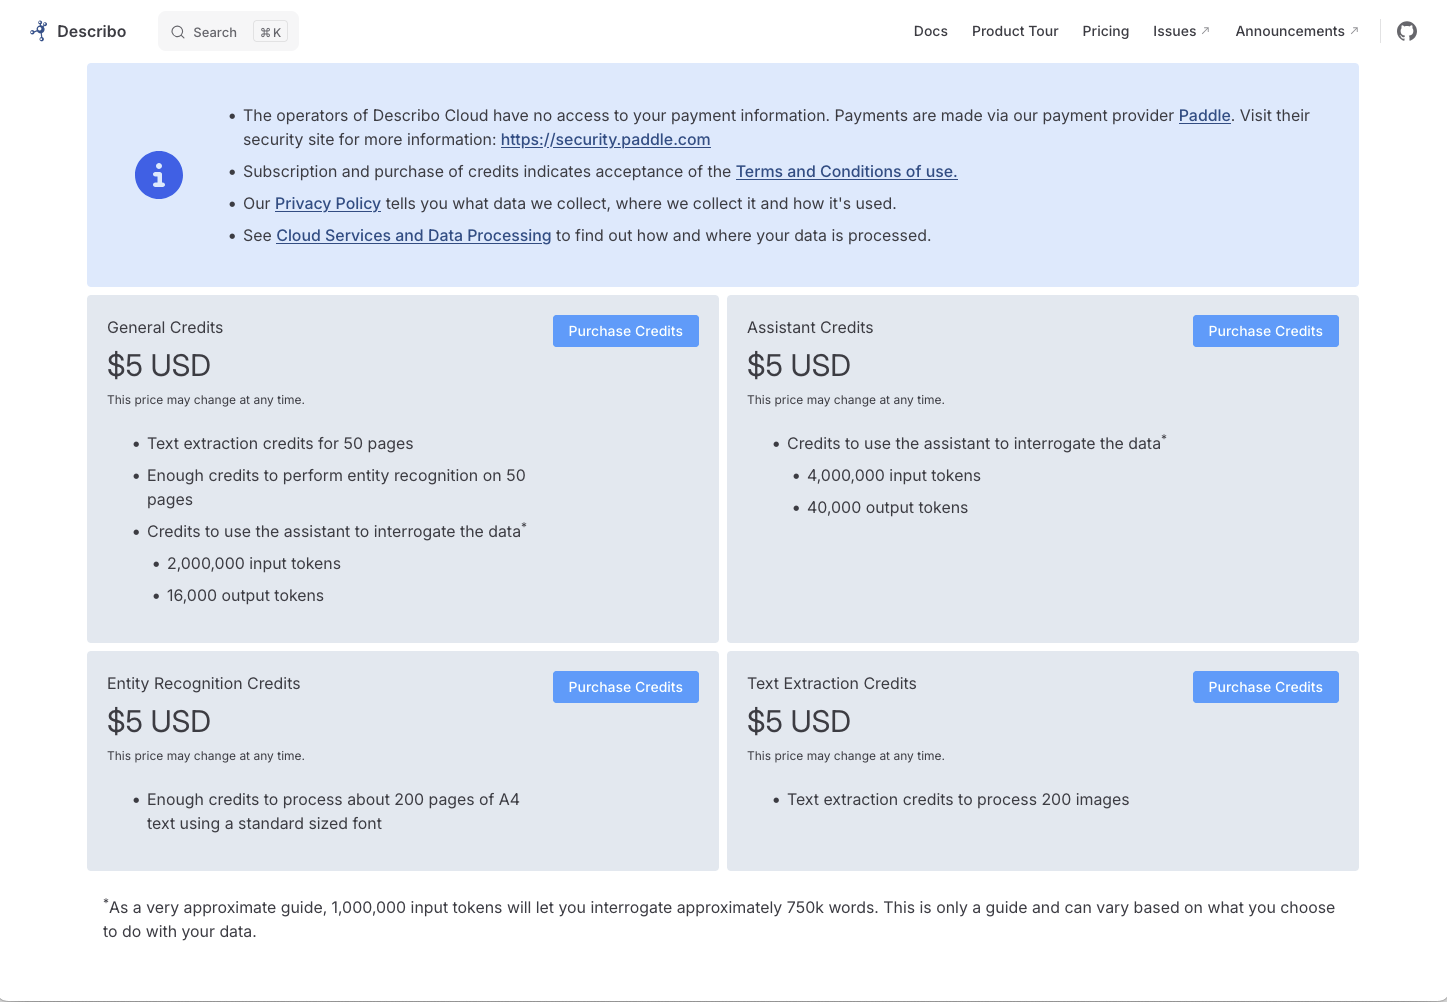 Describo
Search
⌘ K
Docs
Product Tour
Pricing
Issues
Announcements
• The operators of Describo Cloud have no access to your payment information. Payments are made via our payment provider Paddle. Visit their
security site for more information: https://security.paddle.com
• Subscription and purchase of credits indicates acceptance of the Terms and Conditions of use.
• Our Privacy Policy tells you what data we collect, where we collect it and how it's used.
• See Cloud Services and Data Processing to find out how and where your data is processed.
General Credits
Purchase Credits
$5 USD
This price may change at any time.
• Text extraction credits for 50 pages
• Enough credits to perform entity recognition on 50
pages
• Credits to use the assistant to interrogate the data*
• 2,000,000 input tokens
• 16,000 output tokens
Assistant Credits
Purchase Credits
$5 USD
This price may change at any time.
• Credits to use the assistant to interrogate the data*
• 4,000,000 input tokens
• 40,000 output tokens
Entity Recognition Credits
Purchase Credits
$5 USD
This price may change at any time.
• Enough credits to process about 200 pages of A4
text using a standard sized font
Text Extraction Credits
Purchase Credits
$5 USD
This price may change at any time.
• Text extraction credits to process 200 images
*As a very approximate guide, 1,000,000 input tokens will let you interrogate approximately 750k words. This is only a guide and can vary based on what you choose
to do with your data.